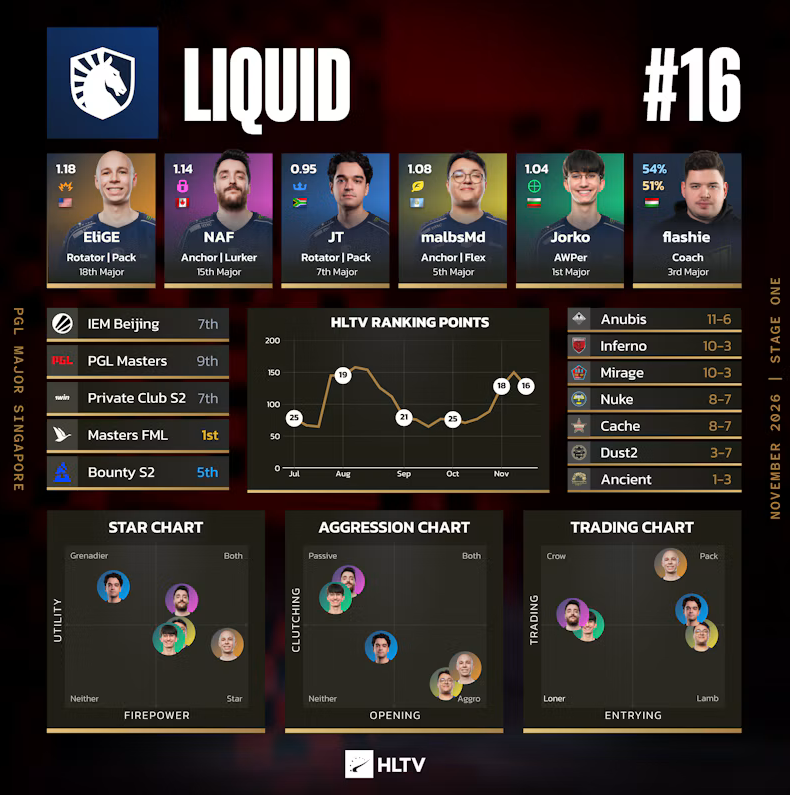 LIQUID
#16
1.18
EliGE
Rotator | Pack
18th Major
1.14
NAF
Anchor | Lurker
15th Major
0.95
JT
Rotator | Pack
7th Major
1.08
malbsMd
Anchor | Flex
5th Major
1.04
Jorko
AWPer
1st Major
54%
51%
flashie
Coach
3rd Major
PGL MAJOR SINGAPORE
IEM Beijing 7th
PGL PGL Masters 9th
1win Private Club S2 7th
Masters FML 1st
Bounty S2 5th
HLTV RANKING POINTS
200
150
100
50
0
25
19
21
25
18
16
Jul
Aug
Sep
Oct
Nov
Anubis 11-6
Inferno 10-3
Mirage 10-3
Nuke 8-7
Cache 8-7
Dust2 3-7
Ancient 1-3
NOVEMBER 2026 | STAGE ONE
STAR CHART
Grenadier
Both
UTILITY
Neither
Star
FIREPOWER
AGGRESSION CHART
Passive
Both
CLUTCHING
Neither
Aggro
OPENING
TRADING CHART
Crow
Pack
TRADING
Loner
Lamb
ENTRYING
HLTV